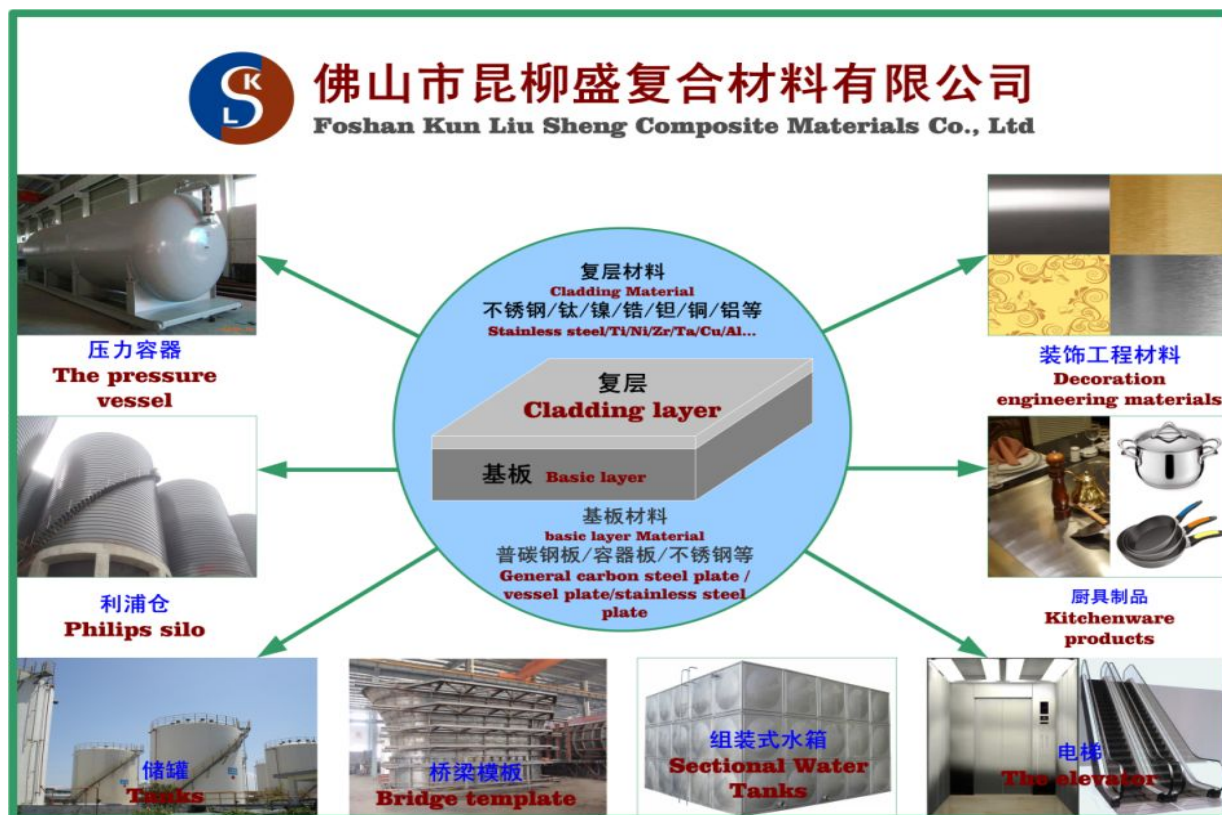 SKL
佛山市昆柳盛复合材料有限公司
Foshan Kun Liu Sheng Composite Materials Co., Ltd
复层材料
Cladding Material
不锈钢/钛/镍/锆/钽/铜/铝等
Stainless steel/Ti/Ni/Zr/Ta/Cu/Al...
复层
Cladding layer
基板 Basic layer
基板材料
basic layer Material
普碳钢板/容器板/不锈钢等
General carbon steel plate /
vessel plate/stainless steel
plate
压力容器
The pressure
vessel
利浦仓
Philips silo
储罐
Tanks
桥梁模板
Bridge template
组装式水箱
Sectional Water
Tanks
电梯
The elevator
装饰工程材料
Decoration
engineering materials
厨具制品
Kitchenware
products